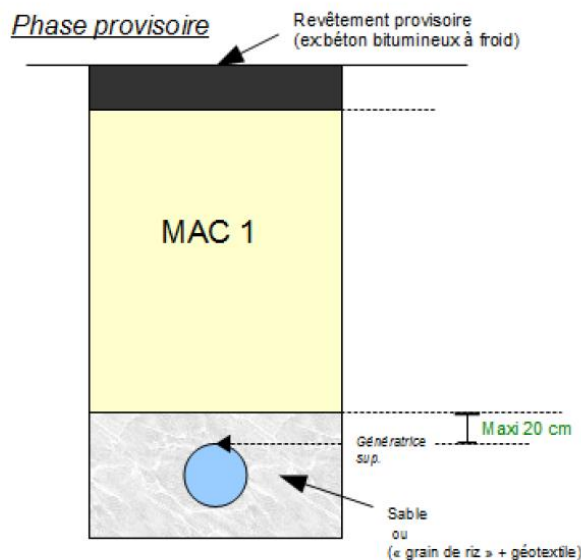 Phase provisoire
Revêtement provisoire
(ex:béton bitumineux à froid)
MAC 1
Maxi 20 cm
Génératrice
sup.
Sable
ou
(« grain de riz » + géotextile)